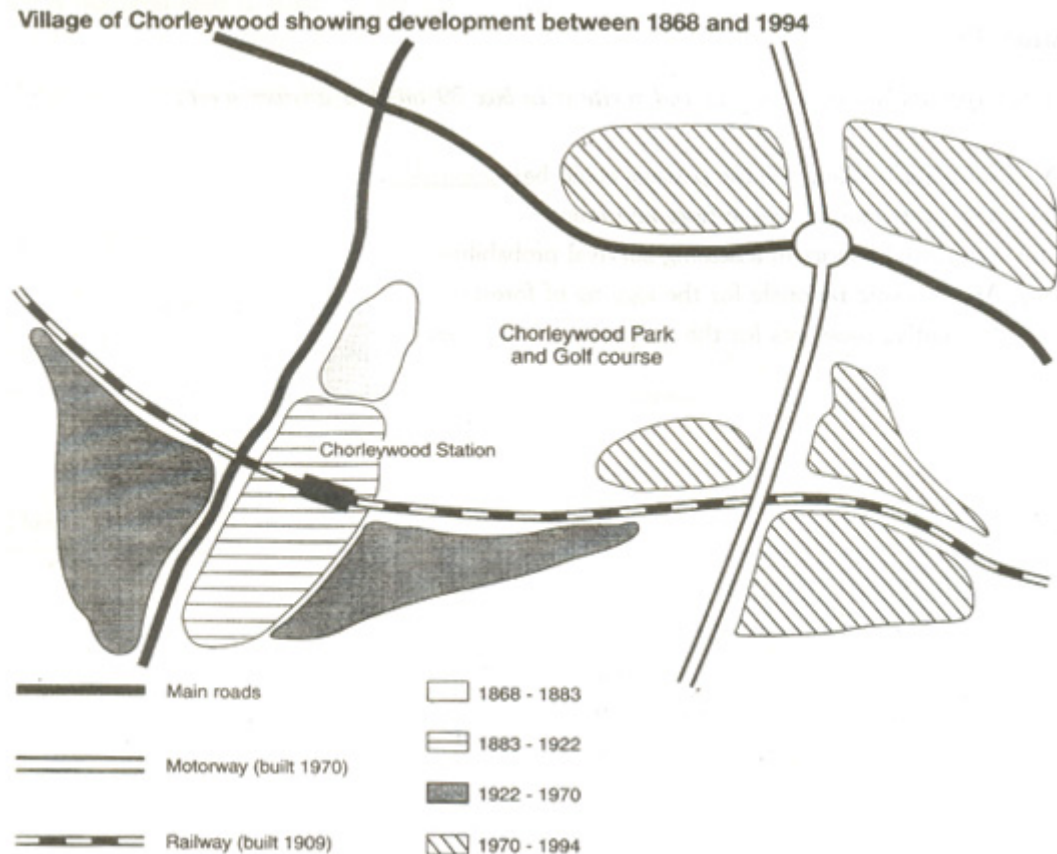 Village of Chorleywood showing development between 1868 and 1994
Chorleywood Park
and Golf course
Chorleywood Station
Main roads
Motorway (built 1970)
Railway (built 1909)
1868 - 1883
1883 - 1922
1922 - 1970
1970 - 1994